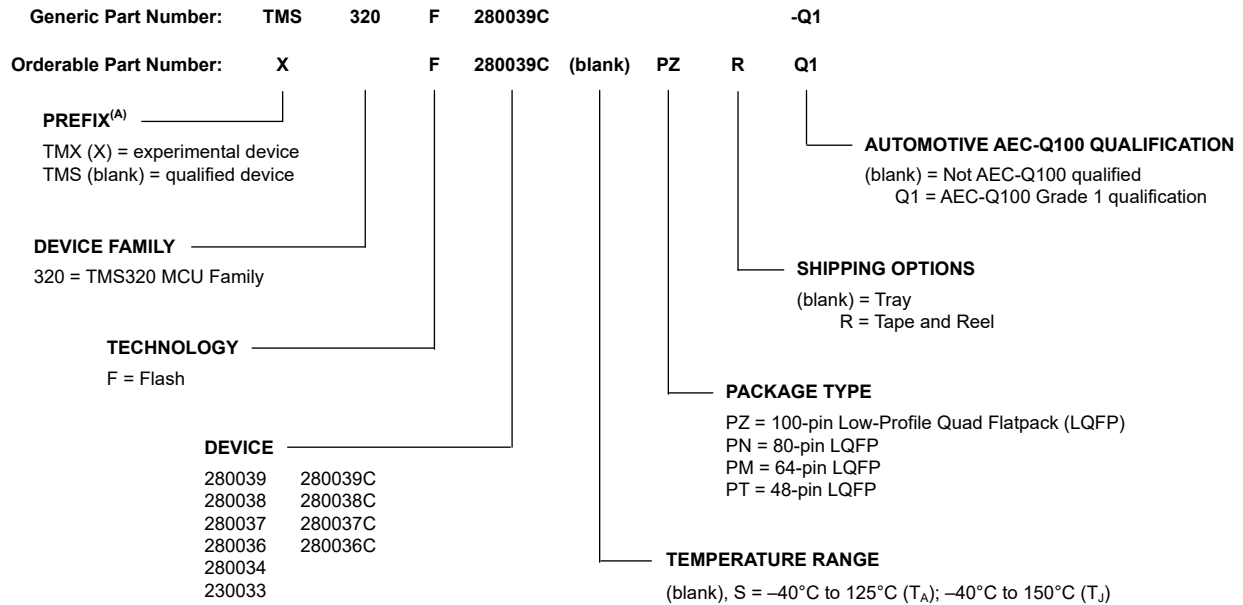 Generic Part Number: TMS 320 F 280039C -Q1
Orderable Part Number: X F 280039C (blank) PZ R Q1
PREFIX(A)
TMX (X) = experimental device
TMS (blank) = qualified device
AUTOMOTIVE AEC-Q100 QUALIFICATION
(blank) = Not AEC-Q100 qualified
Q1 = AEC-Q100 Grade 1 qualification
DEVICE FAMILY
320 = TMS320 MCU Family
SHIPPING OPTIONS
(blank) = Tray
R = Tape and Reel
TECHNOLOGY
F = Flash
PACKAGE TYPE
PZ = 100-pin Low-Profile Quad Flatpack (LQFP)
PN = 80-pin LQFP
PM = 64-pin LQFP
PT = 48-pin LQFP
DEVICE
280039 280039C
280038 280038C
280037 280037C
280036 280036C
280034
230033
TEMPERATURE RANGE
(blank), S = –40°C to 125°C (TA); –40°C to 150°C (TJ)